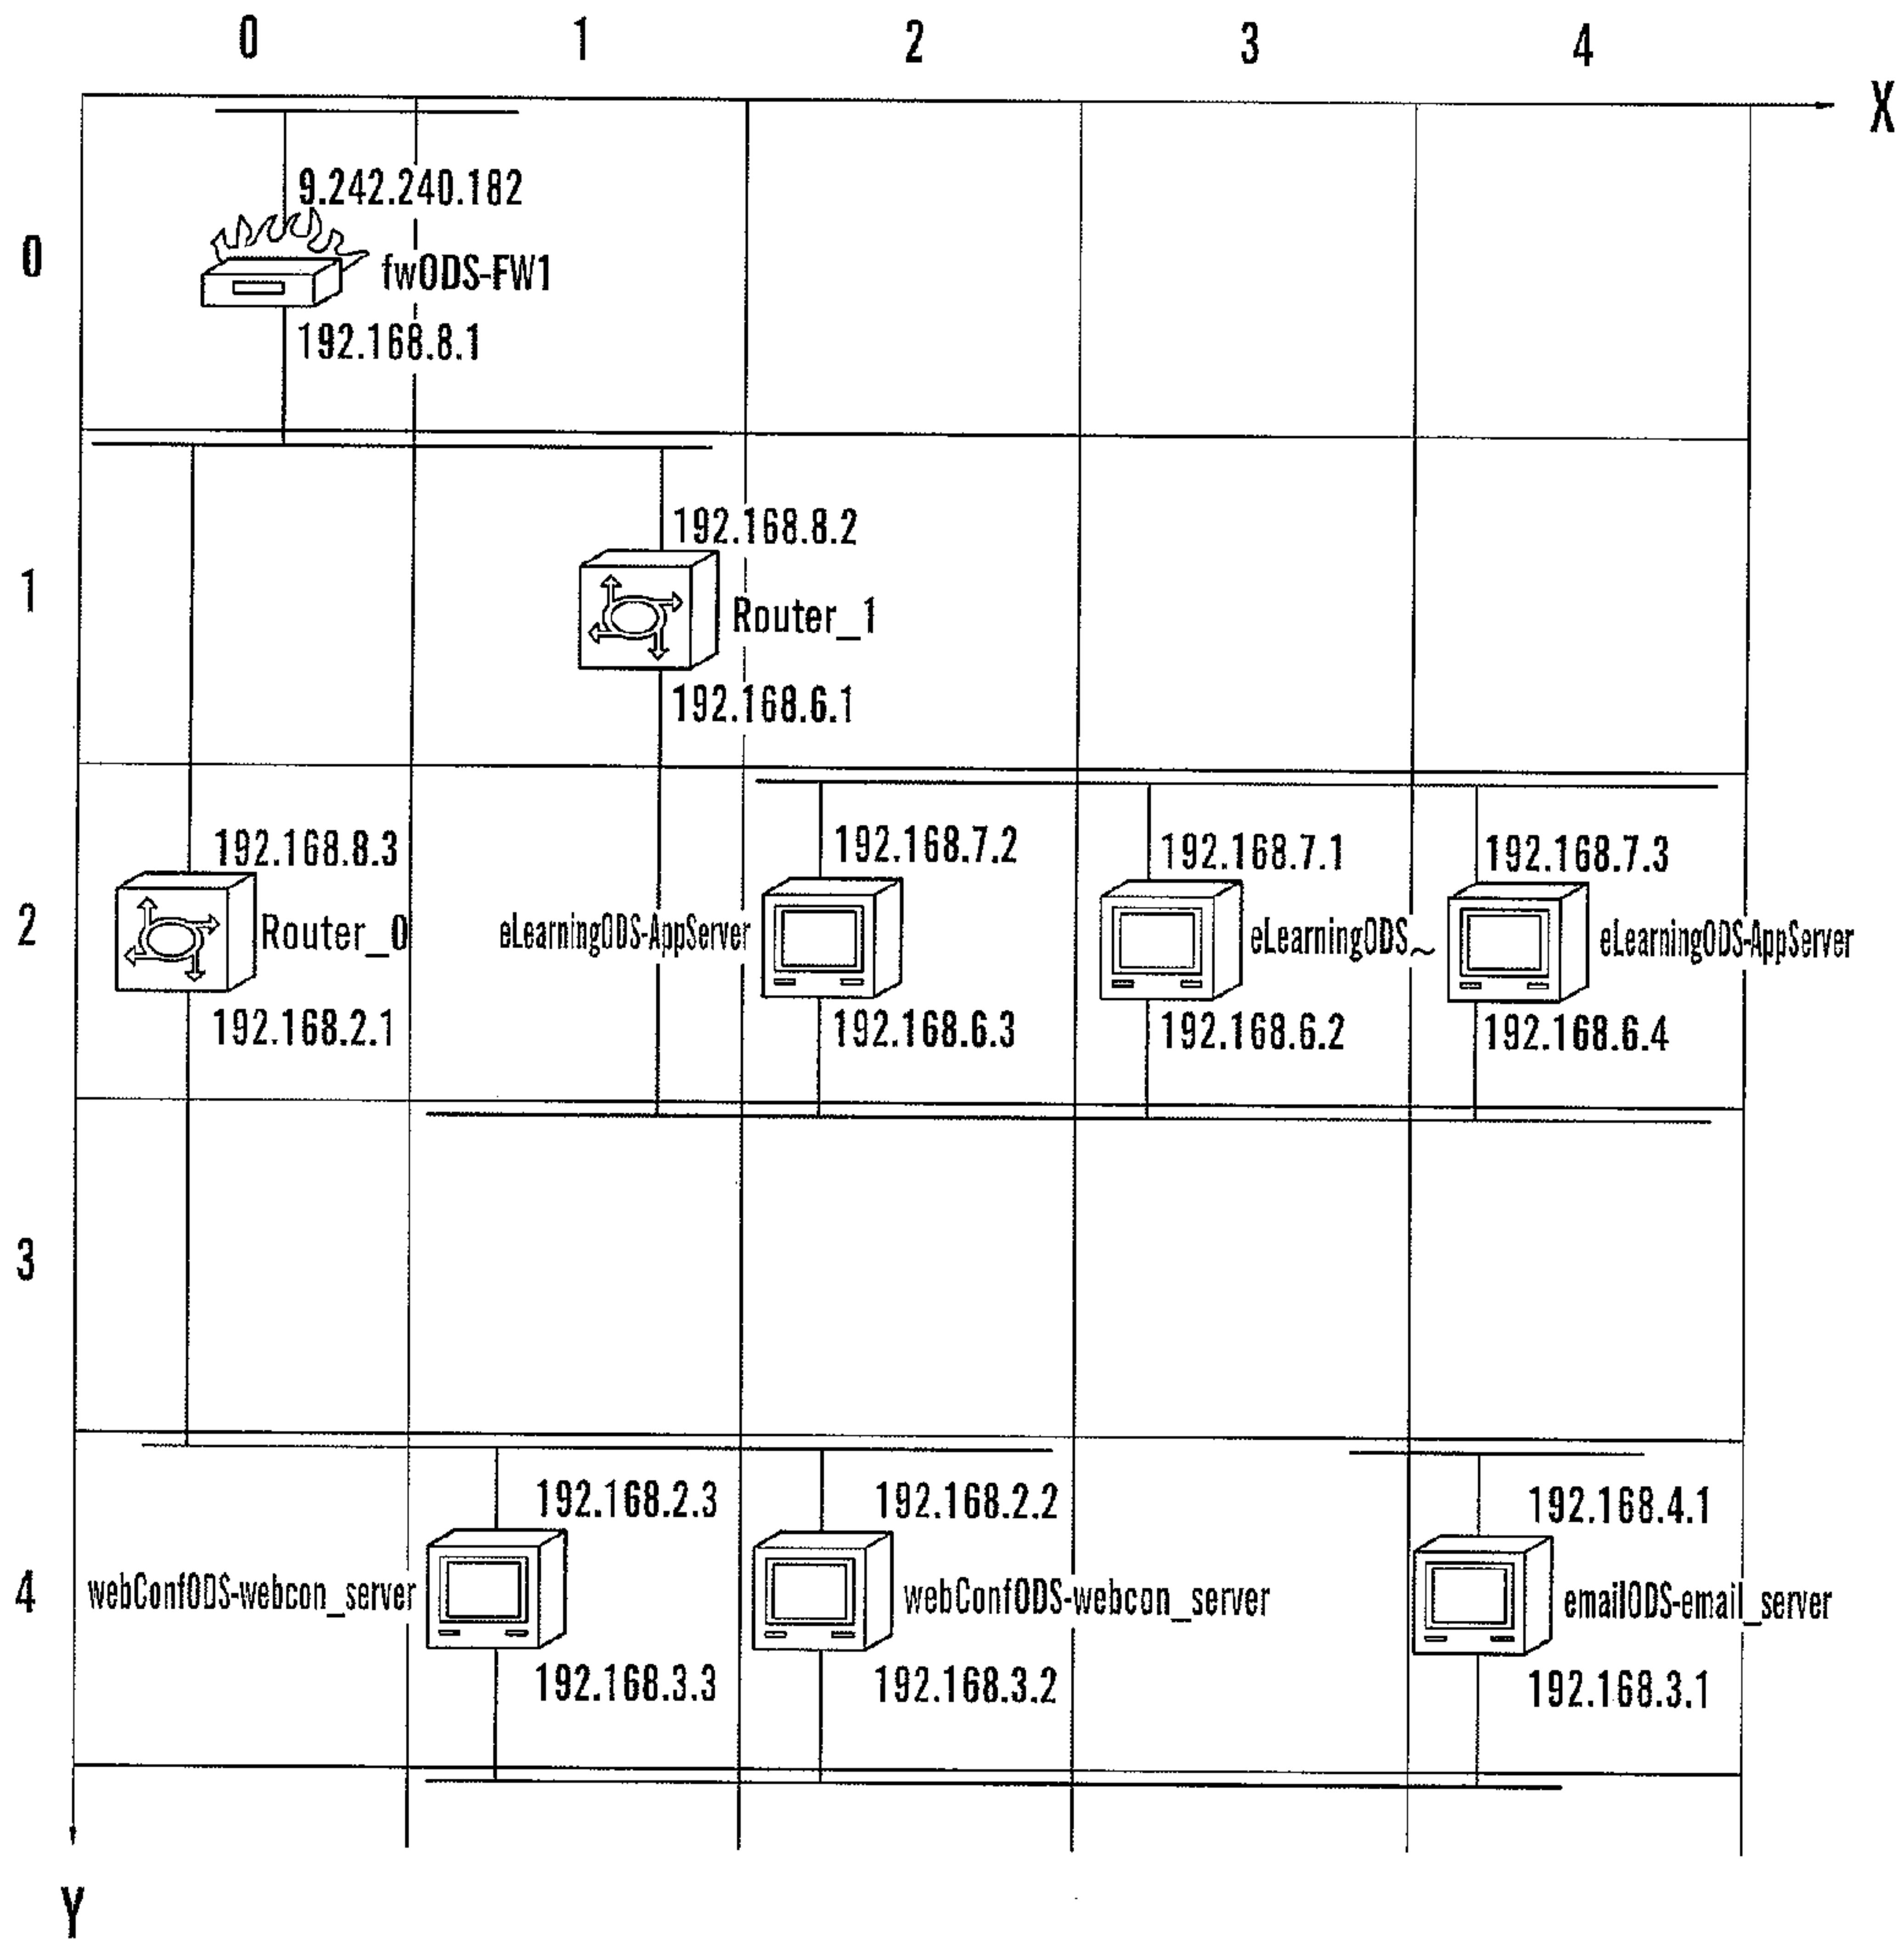 0 1 2 3 4
X
9.242.240.182
0
fwODS-FW1
192.168.8.1
192.168.8.2
1
Router_1
192.168.6.1
192.168.8.3
192.168.7.2
192.168.7.1
192.168.7.3
2
Router_0
eLearningODS-AppServer
eLearningODS~
eLearningODS-AppServer
192.168.2.1
192.168.6.3
192.168.6.2
192.168.6.4
3
192.168.2.3
192.168.2.2
192.168.4.1
4
webConfODS-webcon_server
webConfODS-webcon_server
emailODS-email_server
192.168.3.3
192.168.3.2
192.168.3.1
Y